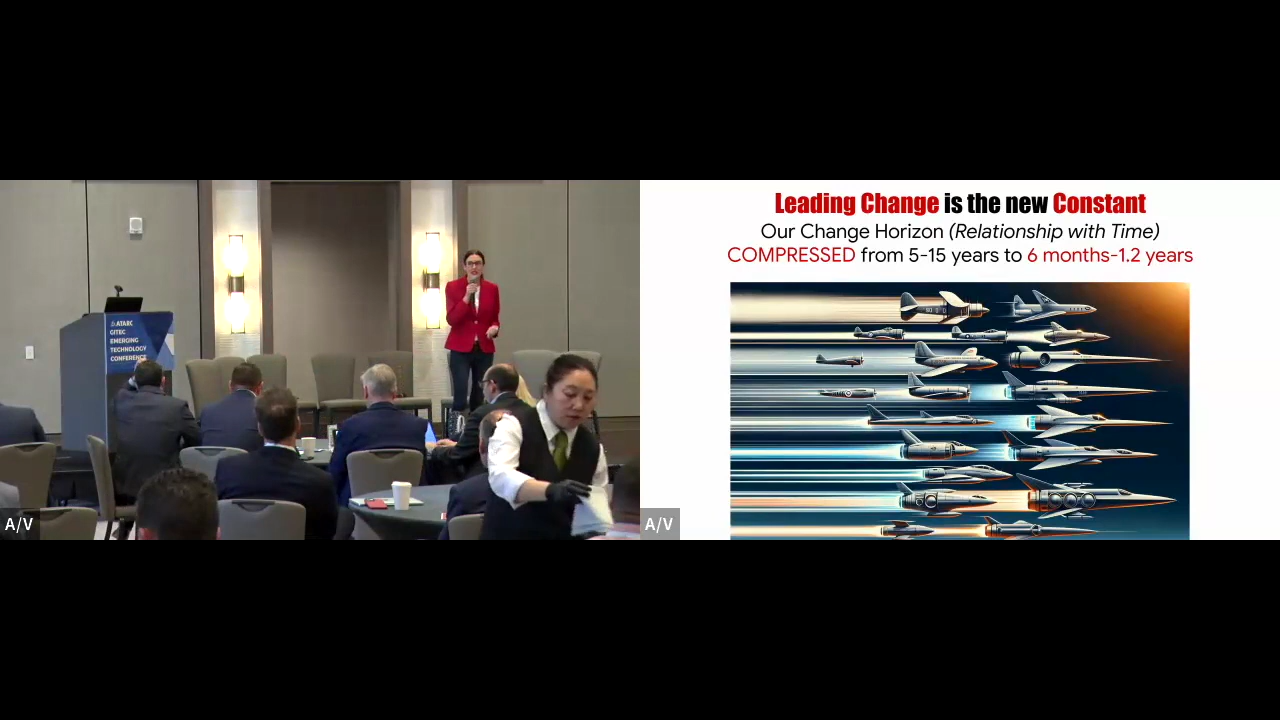 ATARC
GITEC
EMERGING
TECHNOLOGY
CONFERENCE
A/V
Leading Change is the new Constant
Our Change Horizon (Relationship with Time)
COMPRESSED from 5-15 years to 6 months-1.2 years
A/V